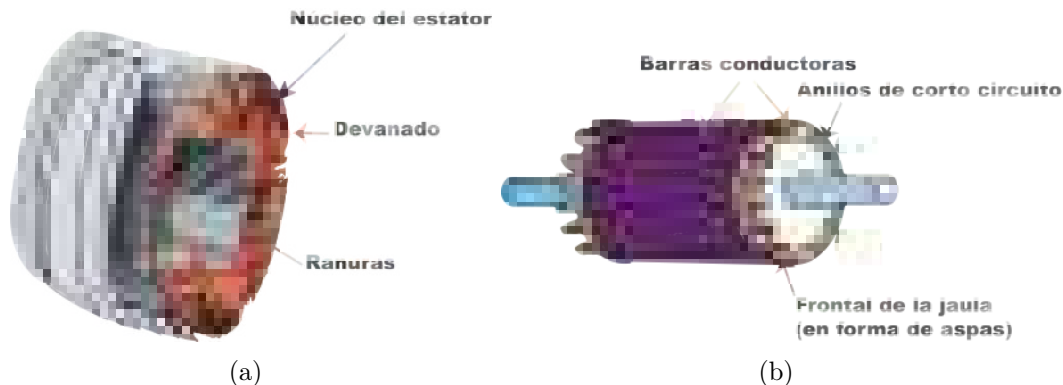 Núcleo del estator
Devanado
Ranuras
(a)
Barras conductoras
Anillos de corto circuito
Frontal de la jaula
(en forma de aspas)
(b)